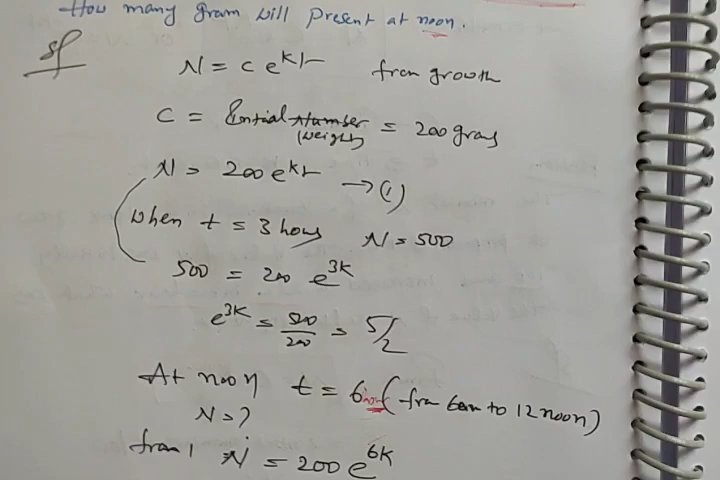 How many gram will present at noon.
Sol
N = c e^kt from growth
C = Initial Number = 200 grams
(weight)
N = 200 e^kt → (1)
When t = 3 hours N = 500
500 = 200 e^3K
e^3K = 500/200 = 5/2
At noon t = 6 (from 6am to 12 noon)
N = ?
from 1 N = 200 e^6K